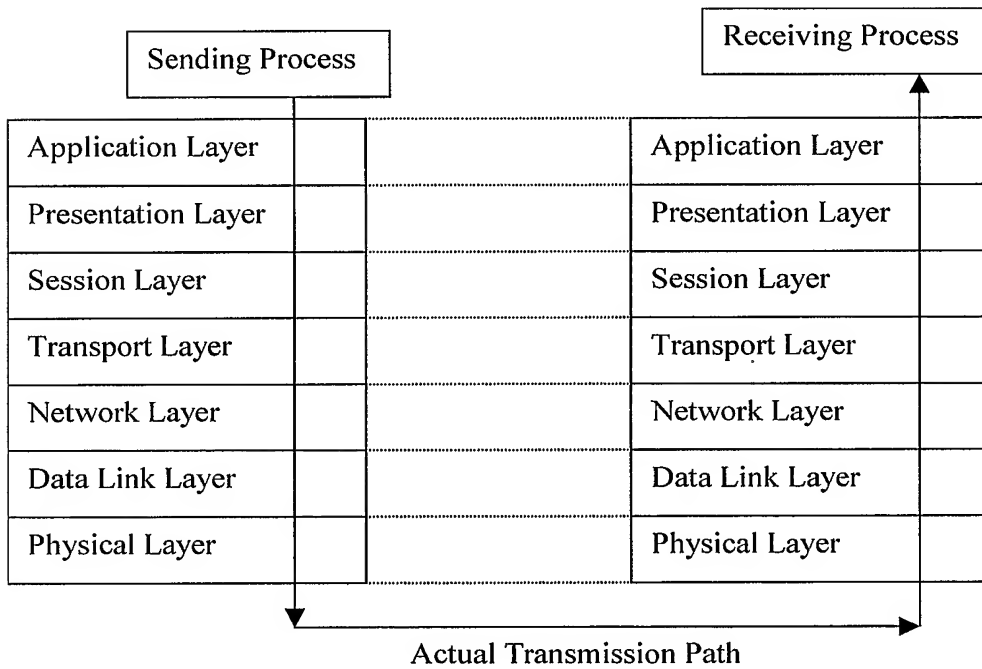 Sending Process
Receiving Process
Application Layer
Application Layer
Presentation Layer
Presentation Layer
Session Layer
Session Layer
Transport Layer
Transport Layer
Network Layer
Network Layer
Data Link Layer
Data Link Layer
Physical Layer
Physical Layer
Actual Transmission Path